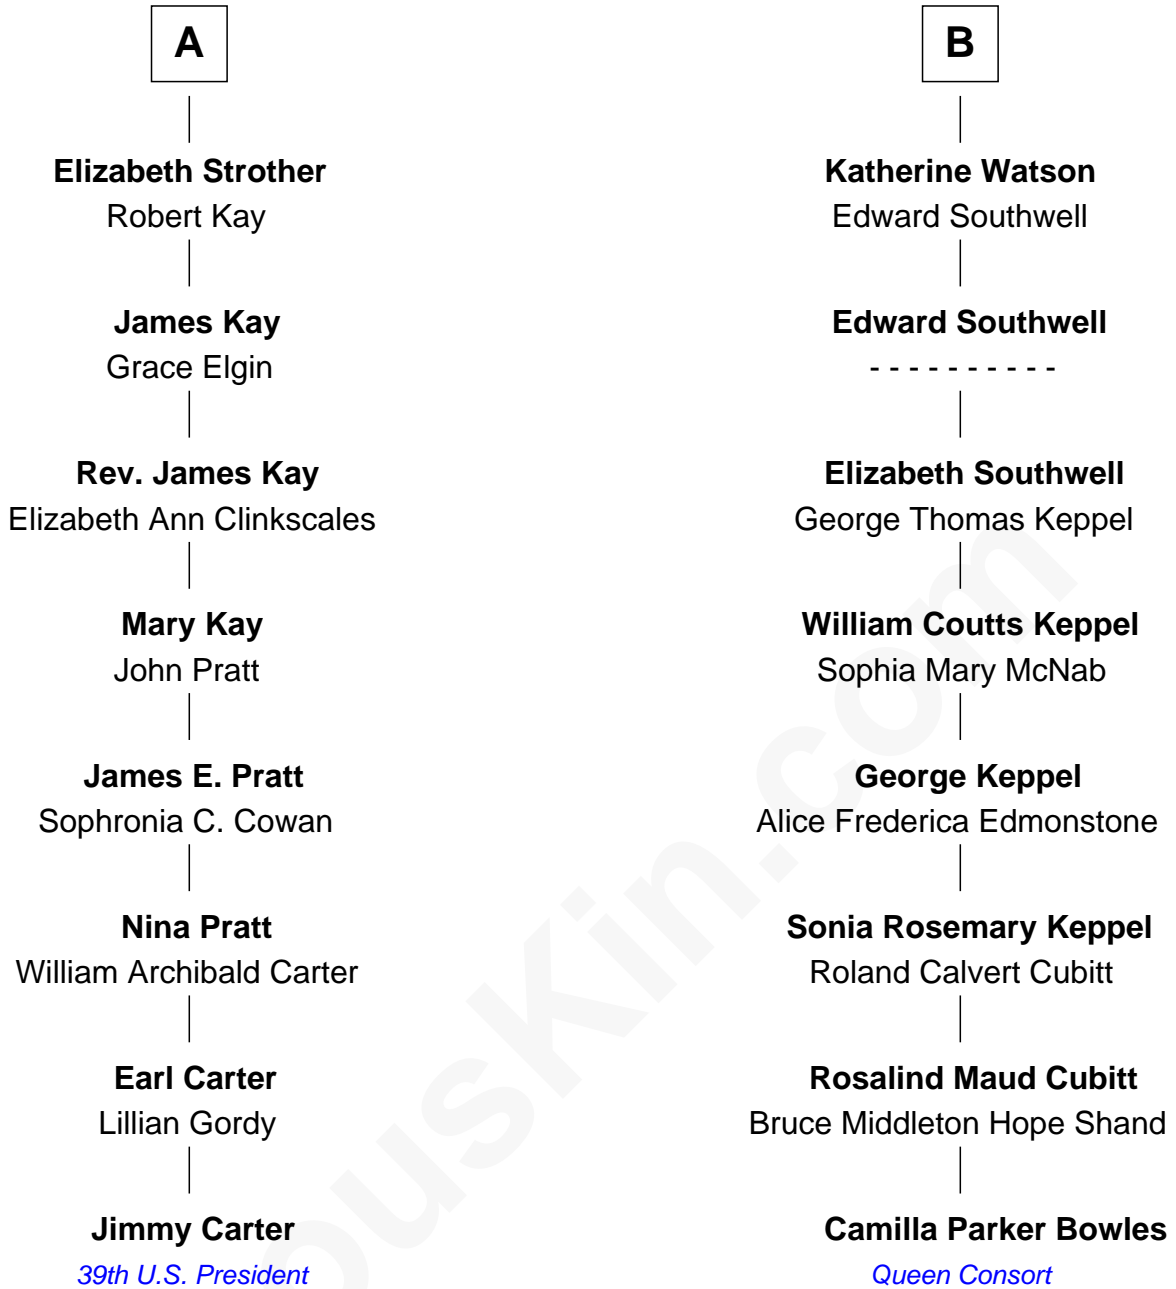 A
Elizabeth Strother
Robert Kay
James Kay
Grace Elgin
Rev. James Kay
Elizabeth Ann Clinkscales
Mary Kay
John Pratt
James E. Pratt
Sophronia C. Cowan
Nina Pratt
William Archibald Carter
Earl Carter
Lillian Gordy
Jimmy Carter
39th U.S. President
B
Katherine Watson
Edward Southwell
Edward Southwell
- - - - - - - - - -
Elizabeth Southwell
George Thomas Keppel
William Coutts Keppel
Sophia Mary McNab
George Keppel
Alice Frederica Edmonstone
Sonia Rosemary Keppel
Roland Calvert Cubitt
Rosalind Maud Cubitt
Bruce Middleton Hope Shand
Camilla Parker Bowles
Queen Consort
ousKin.com